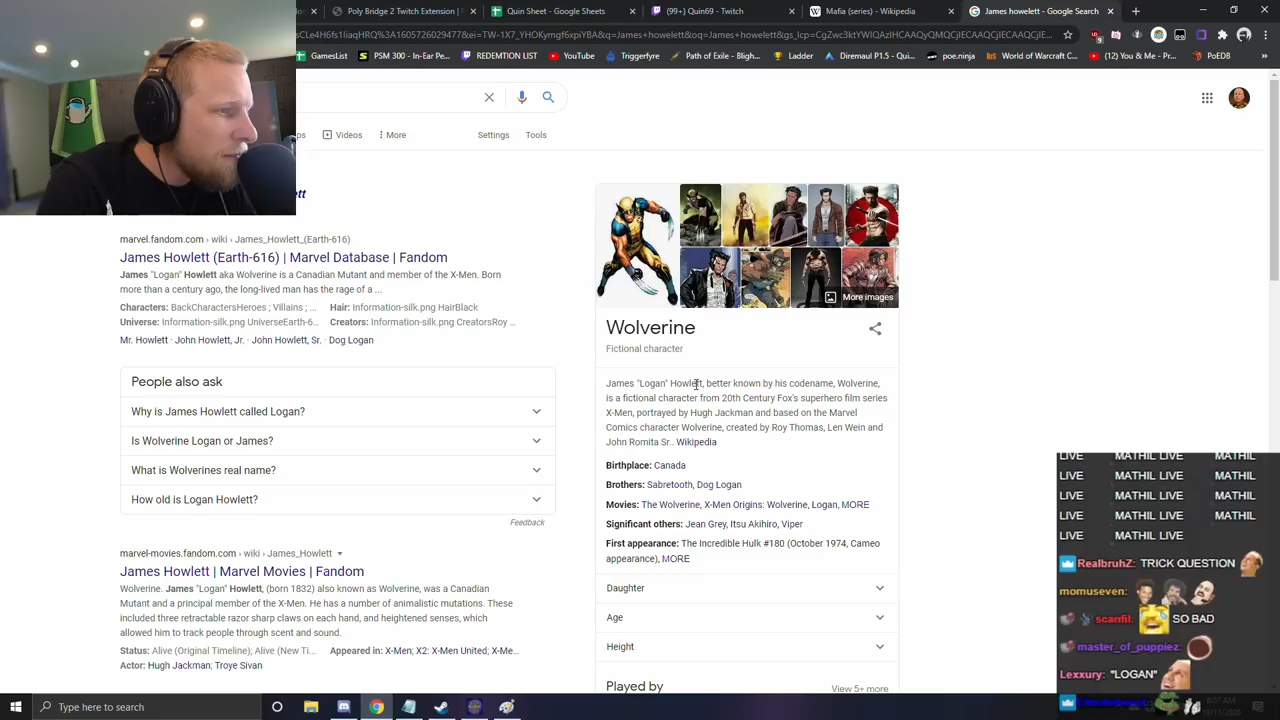 Poly Bridge 2 Twitch Extension |
Quin Sheet - Google Sheets
(99+) Quin69 - Twitch
Mafia (series) - Wikipedia
James howelett - Google Search
GamesList
PSM 300 - In-Ear Pe...
REDEMTION LIST
Triggerfyre
Path of Exile - Bligh...
Ladder
Diremaul P1.5 - Qui...
poe.ninja
World of Warcraft C...
(12) You & Me - Pr...
PoEDB
Videos
More
Settings
Tools
marvel.fandom.com › wiki › James_Howlett_(Earth-616)
James Howlett (Earth-616) | Marvel Database | Fandom
James "Logan" Howlett aka Wolverine is a Canadian Mutant and member of the X-Men. Born
more than a century ago, the long-lived man has the rage of a ...
Characters: BackCharactersHeroes ; Villains ; ...
Hair: Information-silk.png HairBlack
Universe: Information-silk.png UniverseEarth-6...
Creators: Information-silk.png CreatorsRoy ...
Mr. Howlett · John Howlett, Jr. · John Howlett, Sr. · Dog Logan
People also ask
Why is James Howlett called Logan?
Is Wolverine Logan or James?
What is Wolverines real name?
How old is Logan Howlett?
Feedback
marvel-movies.fandom.com › wiki › James_Howlett
James Howlett | Marvel Movies | Fandom
Wolverine. James "Logan" Howlett, (born 1832) also known as Wolverine, was a Canadian
Mutant and a principal member of the X-Men. He has a number of animalistic mutations. These
included three retractable razor sharp claws on each hand, and heightened senses, which
allowed him to track people through scent and sound.
Status: Alive (Original Timeline); Alive (New Ti...
Appeared in: X-Men; X2: X-Men United; X-Me...
Actor: Hugh Jackman; Troye Sivan
More images
Wolverine
Fictional character
James "Logan" Howlett, better known by his codename, Wolverine,
is a fictional character from 20th Century Fox's superhero film series
X-Men, portrayed by Hugh Jackman and based on the Marvel
Comics character Wolverine, created by Roy Thomas, Len Wein and
John Romita Sr.. Wikipedia
Birthplace: Canada
Brothers: Sabretooth, Dog Logan
Movies: The Wolverine, X-Men Origins: Wolverine, Logan, MORE
Significant others: Jean Grey, Itsu Akihiro, Viper
First appearance: The Incredible Hulk #180 (October 1974, Cameo
appearance), MORE
Daughter
Age
Height
Played by
View 5+ more
LIVE MATHIL LIVE MATHIL
LIVE MATHIL LIVE MATHIL
LIVE MATHIL LIVE MATHIL
LIVE MATHIL LIVE MATHIL
LIVE MATHIL LIVE
RealbruhZ: TRICK QUESTION
momuseven:
scanfil: SO BAD
master_of_puppiez:
Lexxury: "LOGAN"
Type here to search